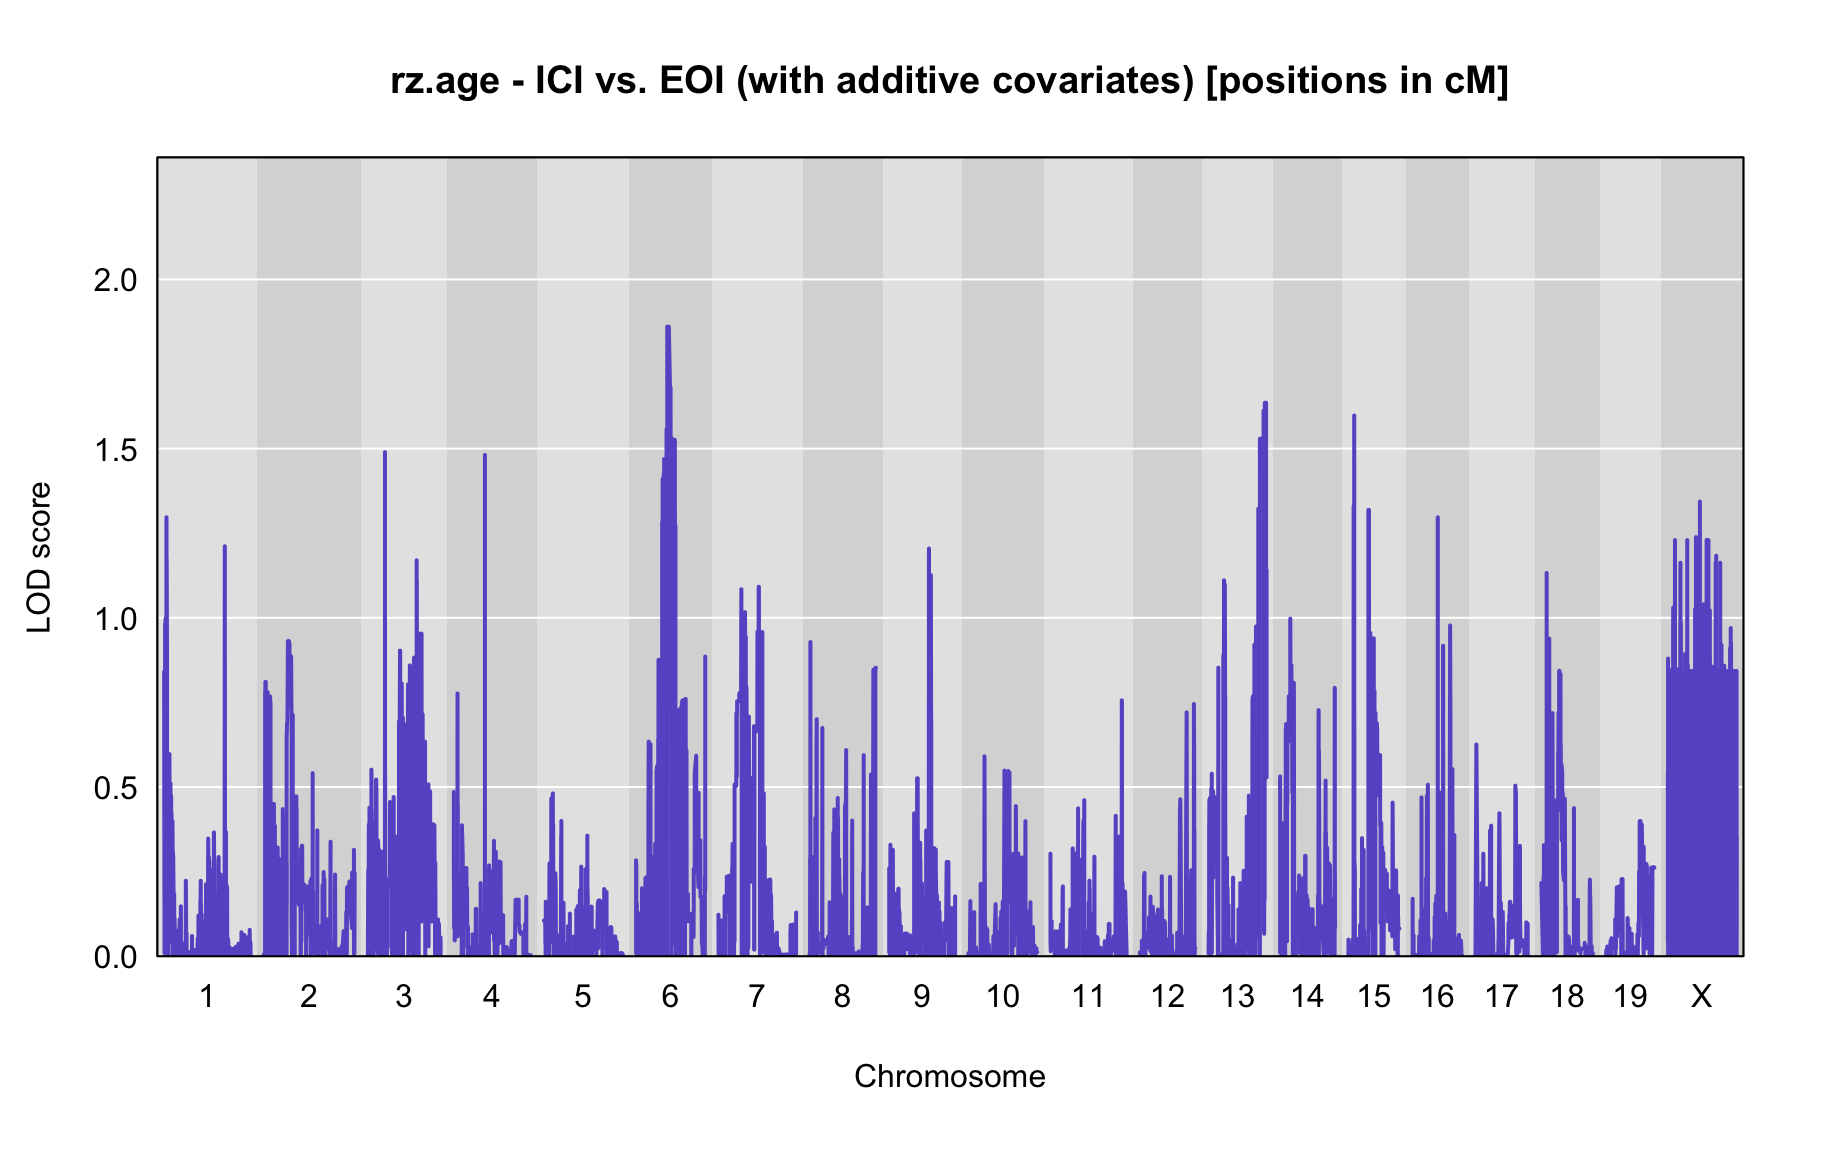 rz.age - ICI vs. EOI (with additive covariates) [positions in cM]
2.0
1.5
1.0
0.5
0.0
LOD score
1 2 3 4 5 6 7 8 9 10 11 12 13 14 15 16 17 18 19 X
Chromosome